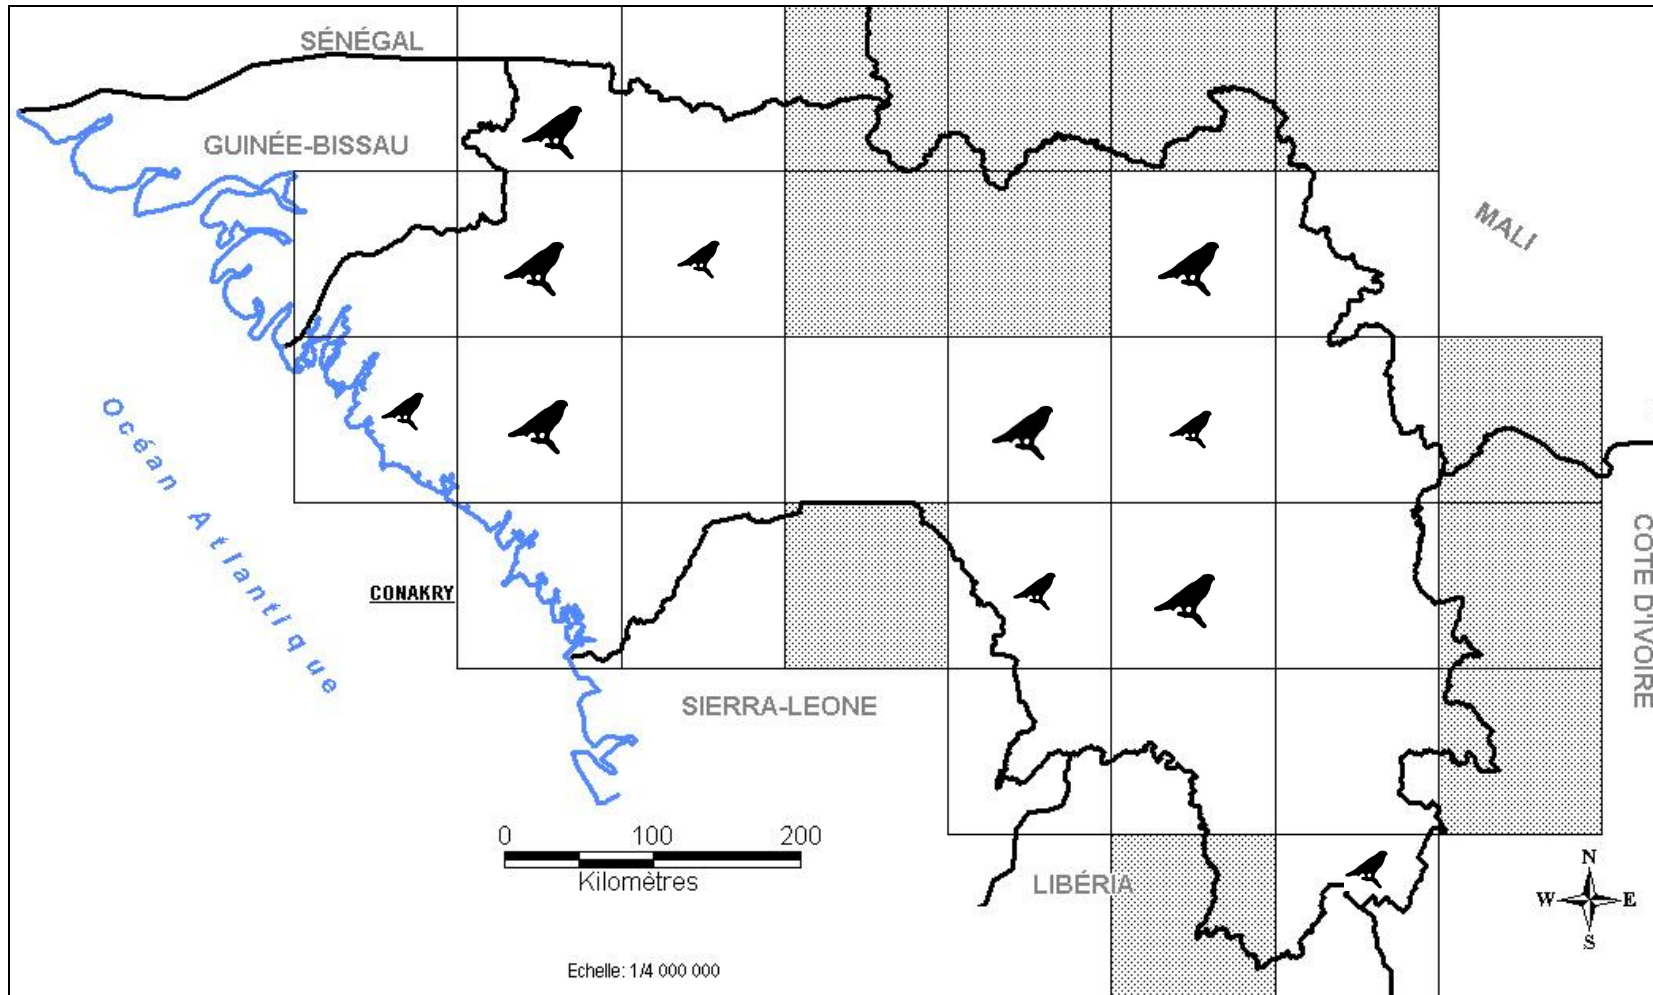 SÉNÉGAL
GUINÉE-BISSAU
MALI
Océan Atlantique
CONAKRY
COTE D'IVOIRE
SIERRA-LEONE
0 100 200
Kilomètres
LIBÉRIA
N
W E
S
Echelle: 1/4 000 000